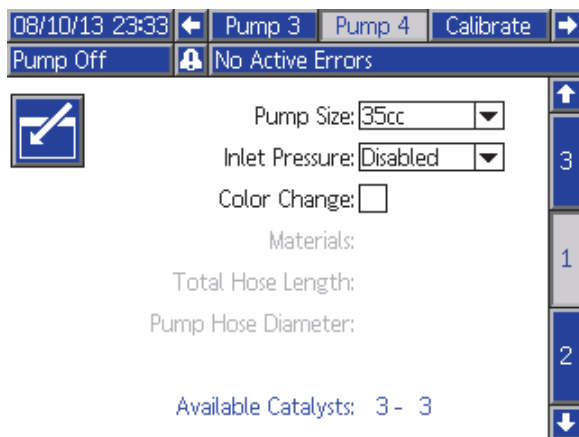 08/10/13 23:33 Pump 3 Pump 4 Calibrate
Pump Off No Active Errors
Pump Size: 35cc
Inlet Pressure: Disabled
3
Color Change:
Materials:
1
Total Hose Length:
Pump Hose Diameter:
2
Available Catalysts: 3 - 3